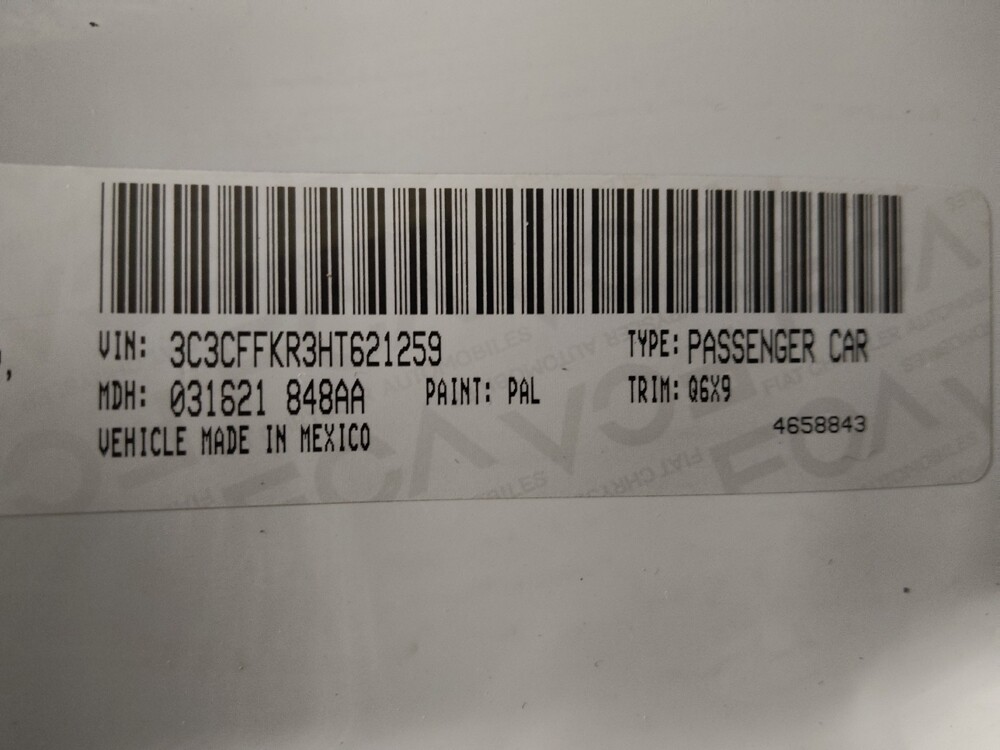 VIN: 3C3CFFKR3HT621259 TYPE: PASSENGER CAR
MDH: 031621 848AA PAINT: PAL TRIM: Q6X9
VEHICLE MADE IN MEXICO 4658843